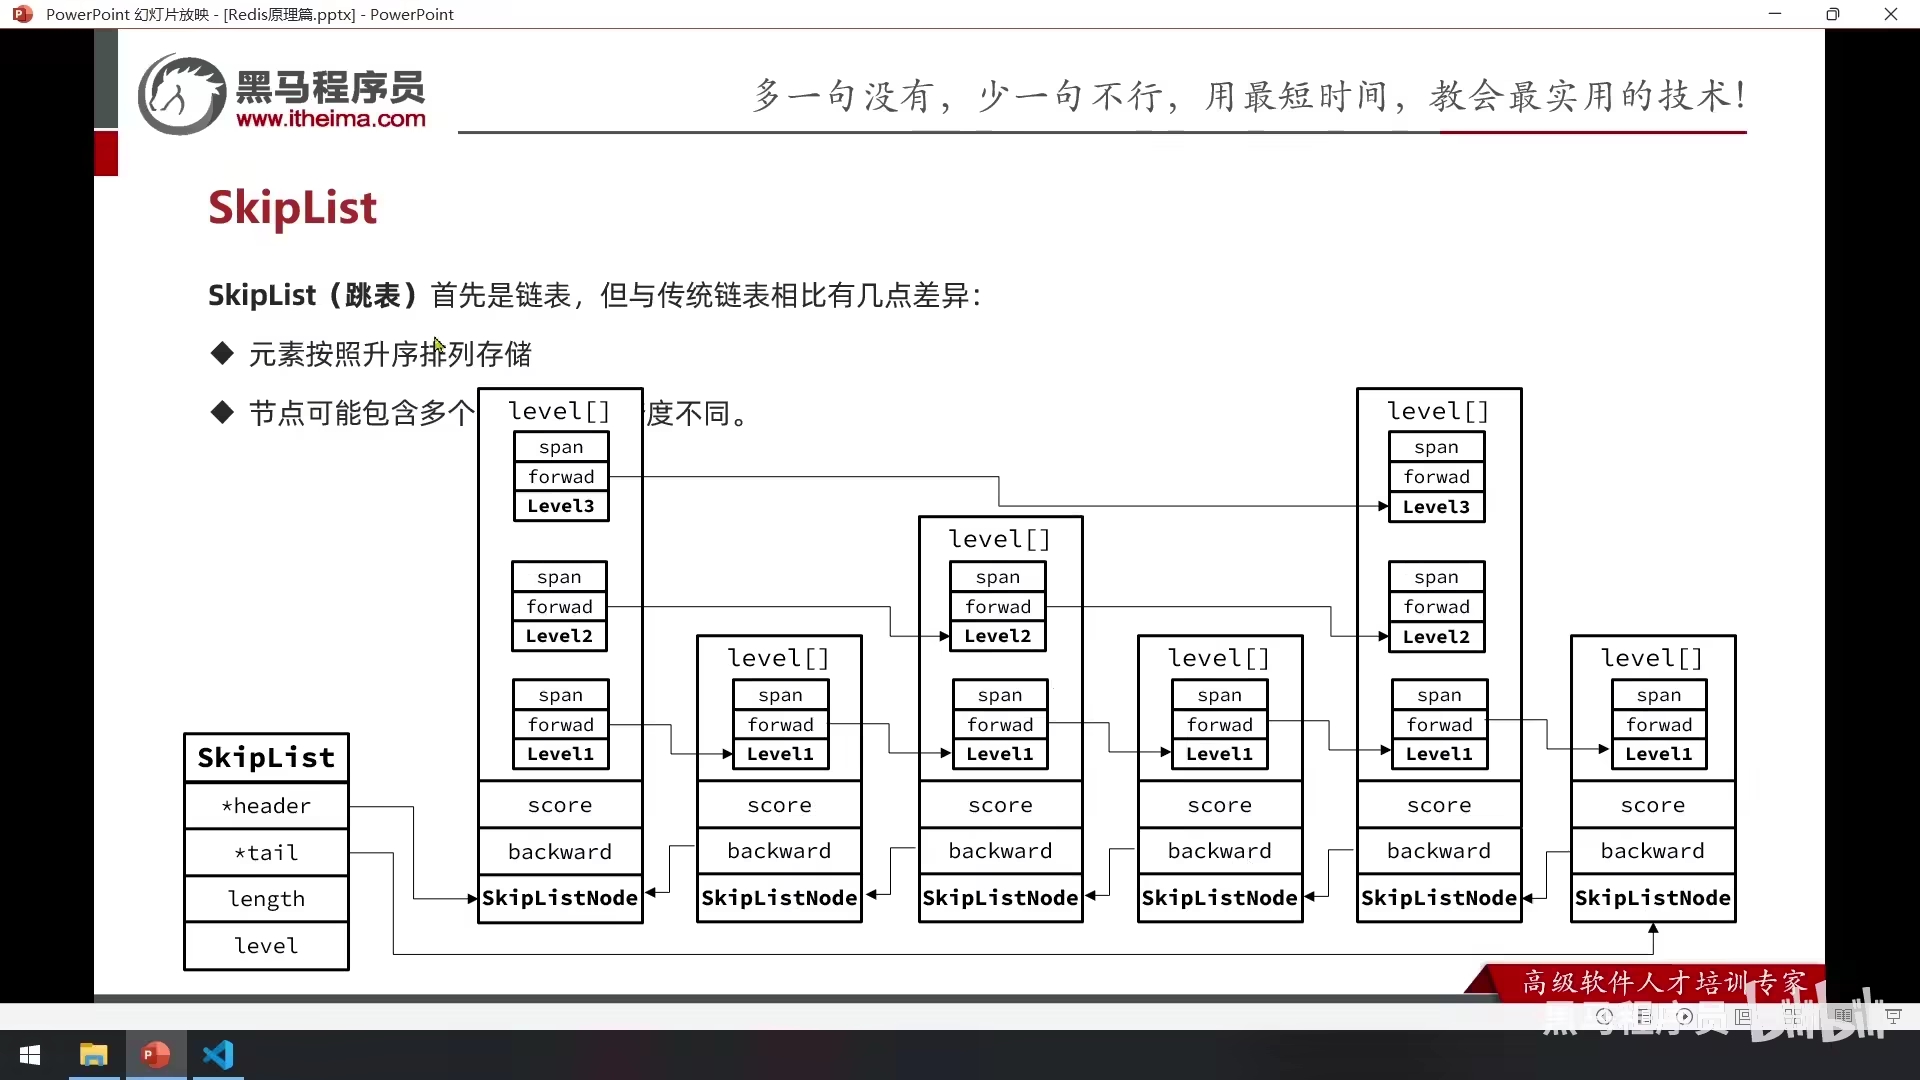 PowerPoint 幻灯片放映 - [Redis原理篇.pptx] - PowerPoint
黑马程序员
www.itheima.com
多一句没有，少一句不行，用最短时间，教会最实用的技术！
SkipList
SkipList（跳表）首先是链表，但与传统链表相比有几点差异：
元素按照升序排列存储
节点可能包含多个
度不同。
level[]
span
forwad
Level3
span
forwad
Level2
span
forwad
Level1
score
backward
SkipListNode
level[]
span
forwad
Level1
score
backward
SkipListNode
level[]
span
forwad
Level2
span
forwad
Level1
score
backward
SkipListNode
level[]
span
forwad
Level1
score
backward
SkipListNode
level[]
span
forwad
Level3
span
forwad
Level2
span
forwad
Level1
score
backward
SkipListNode
level[]
span
forwad
Level1
score
backward
SkipListNode
SkipList
*header
*tail
length
level
高级软件人才培训专家
黑马程序员
bilibili